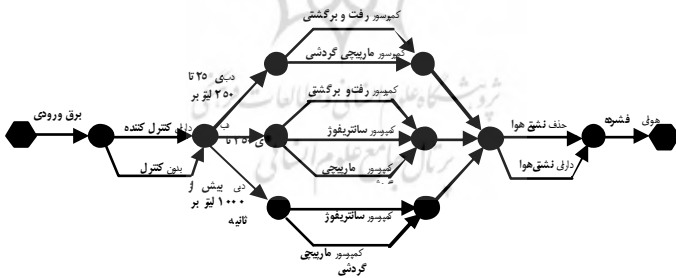 کمپرسور رفت و برگشتی
کمپرسور مارپیچی گردشی
دبی ۲۵ تا
۲۵۰ لیتر بر
کمپرسور رفت و برگشتی
برق ورودی
دارای کنترل کننده
کمپرسور سانتریفوژ
حذف نشتی هوا
هوای فشرده
بدون کنترل
کمپرسور مارپیچی
دارای نشتی هوا
دبی بیش از
۱۰۰۰ لیتر بر
ثانیه
کمپرسور سانتریفوژ
کمپرسور مارپیچی
گردشی